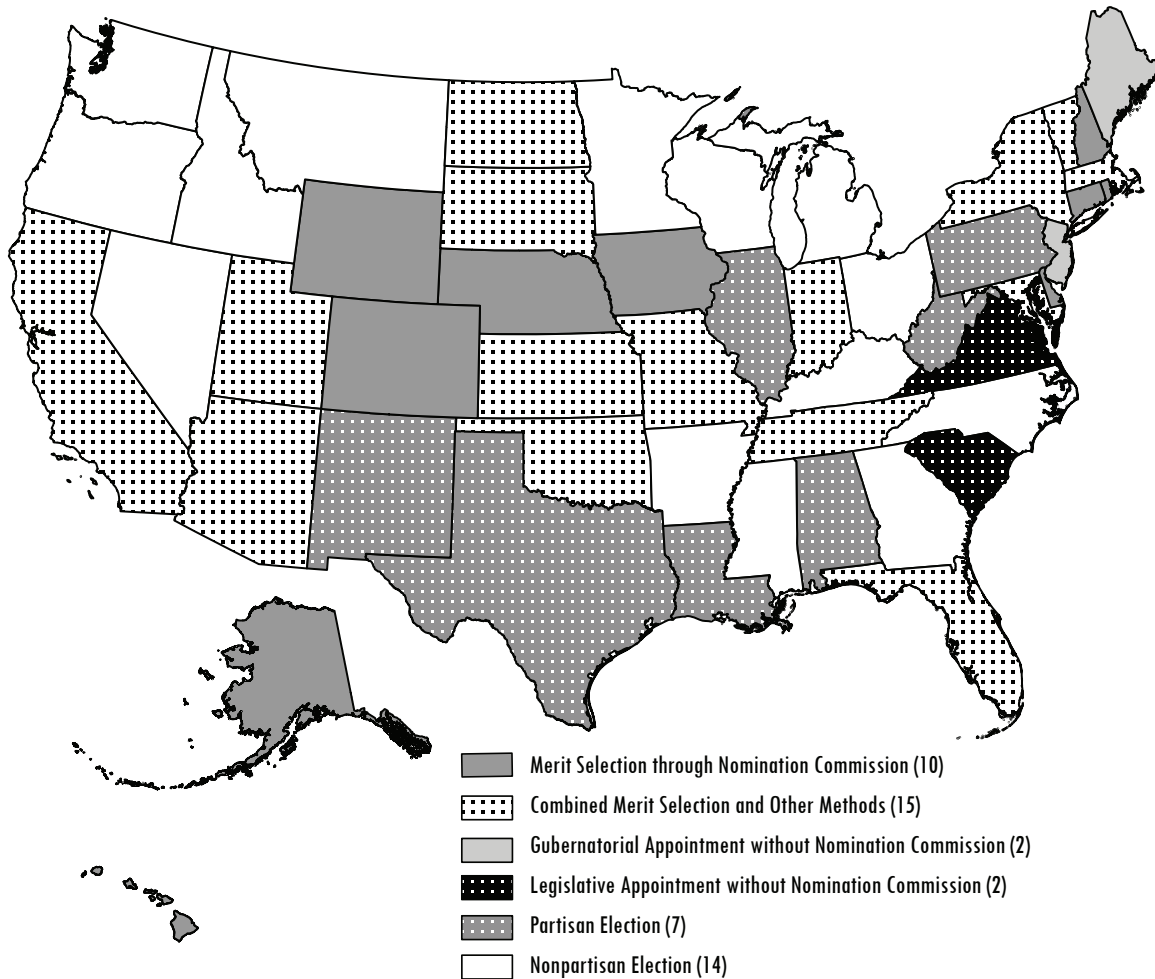 Merit Selection through Nomination Commission (10)
Combined Merit Selection and Other Methods (15)
Gubernatorial Appointment without Nomination Commission (2)
Legislative Appointment without Nomination Commission (2)
Partisan Election (7)
Nonpartisan Election (14)